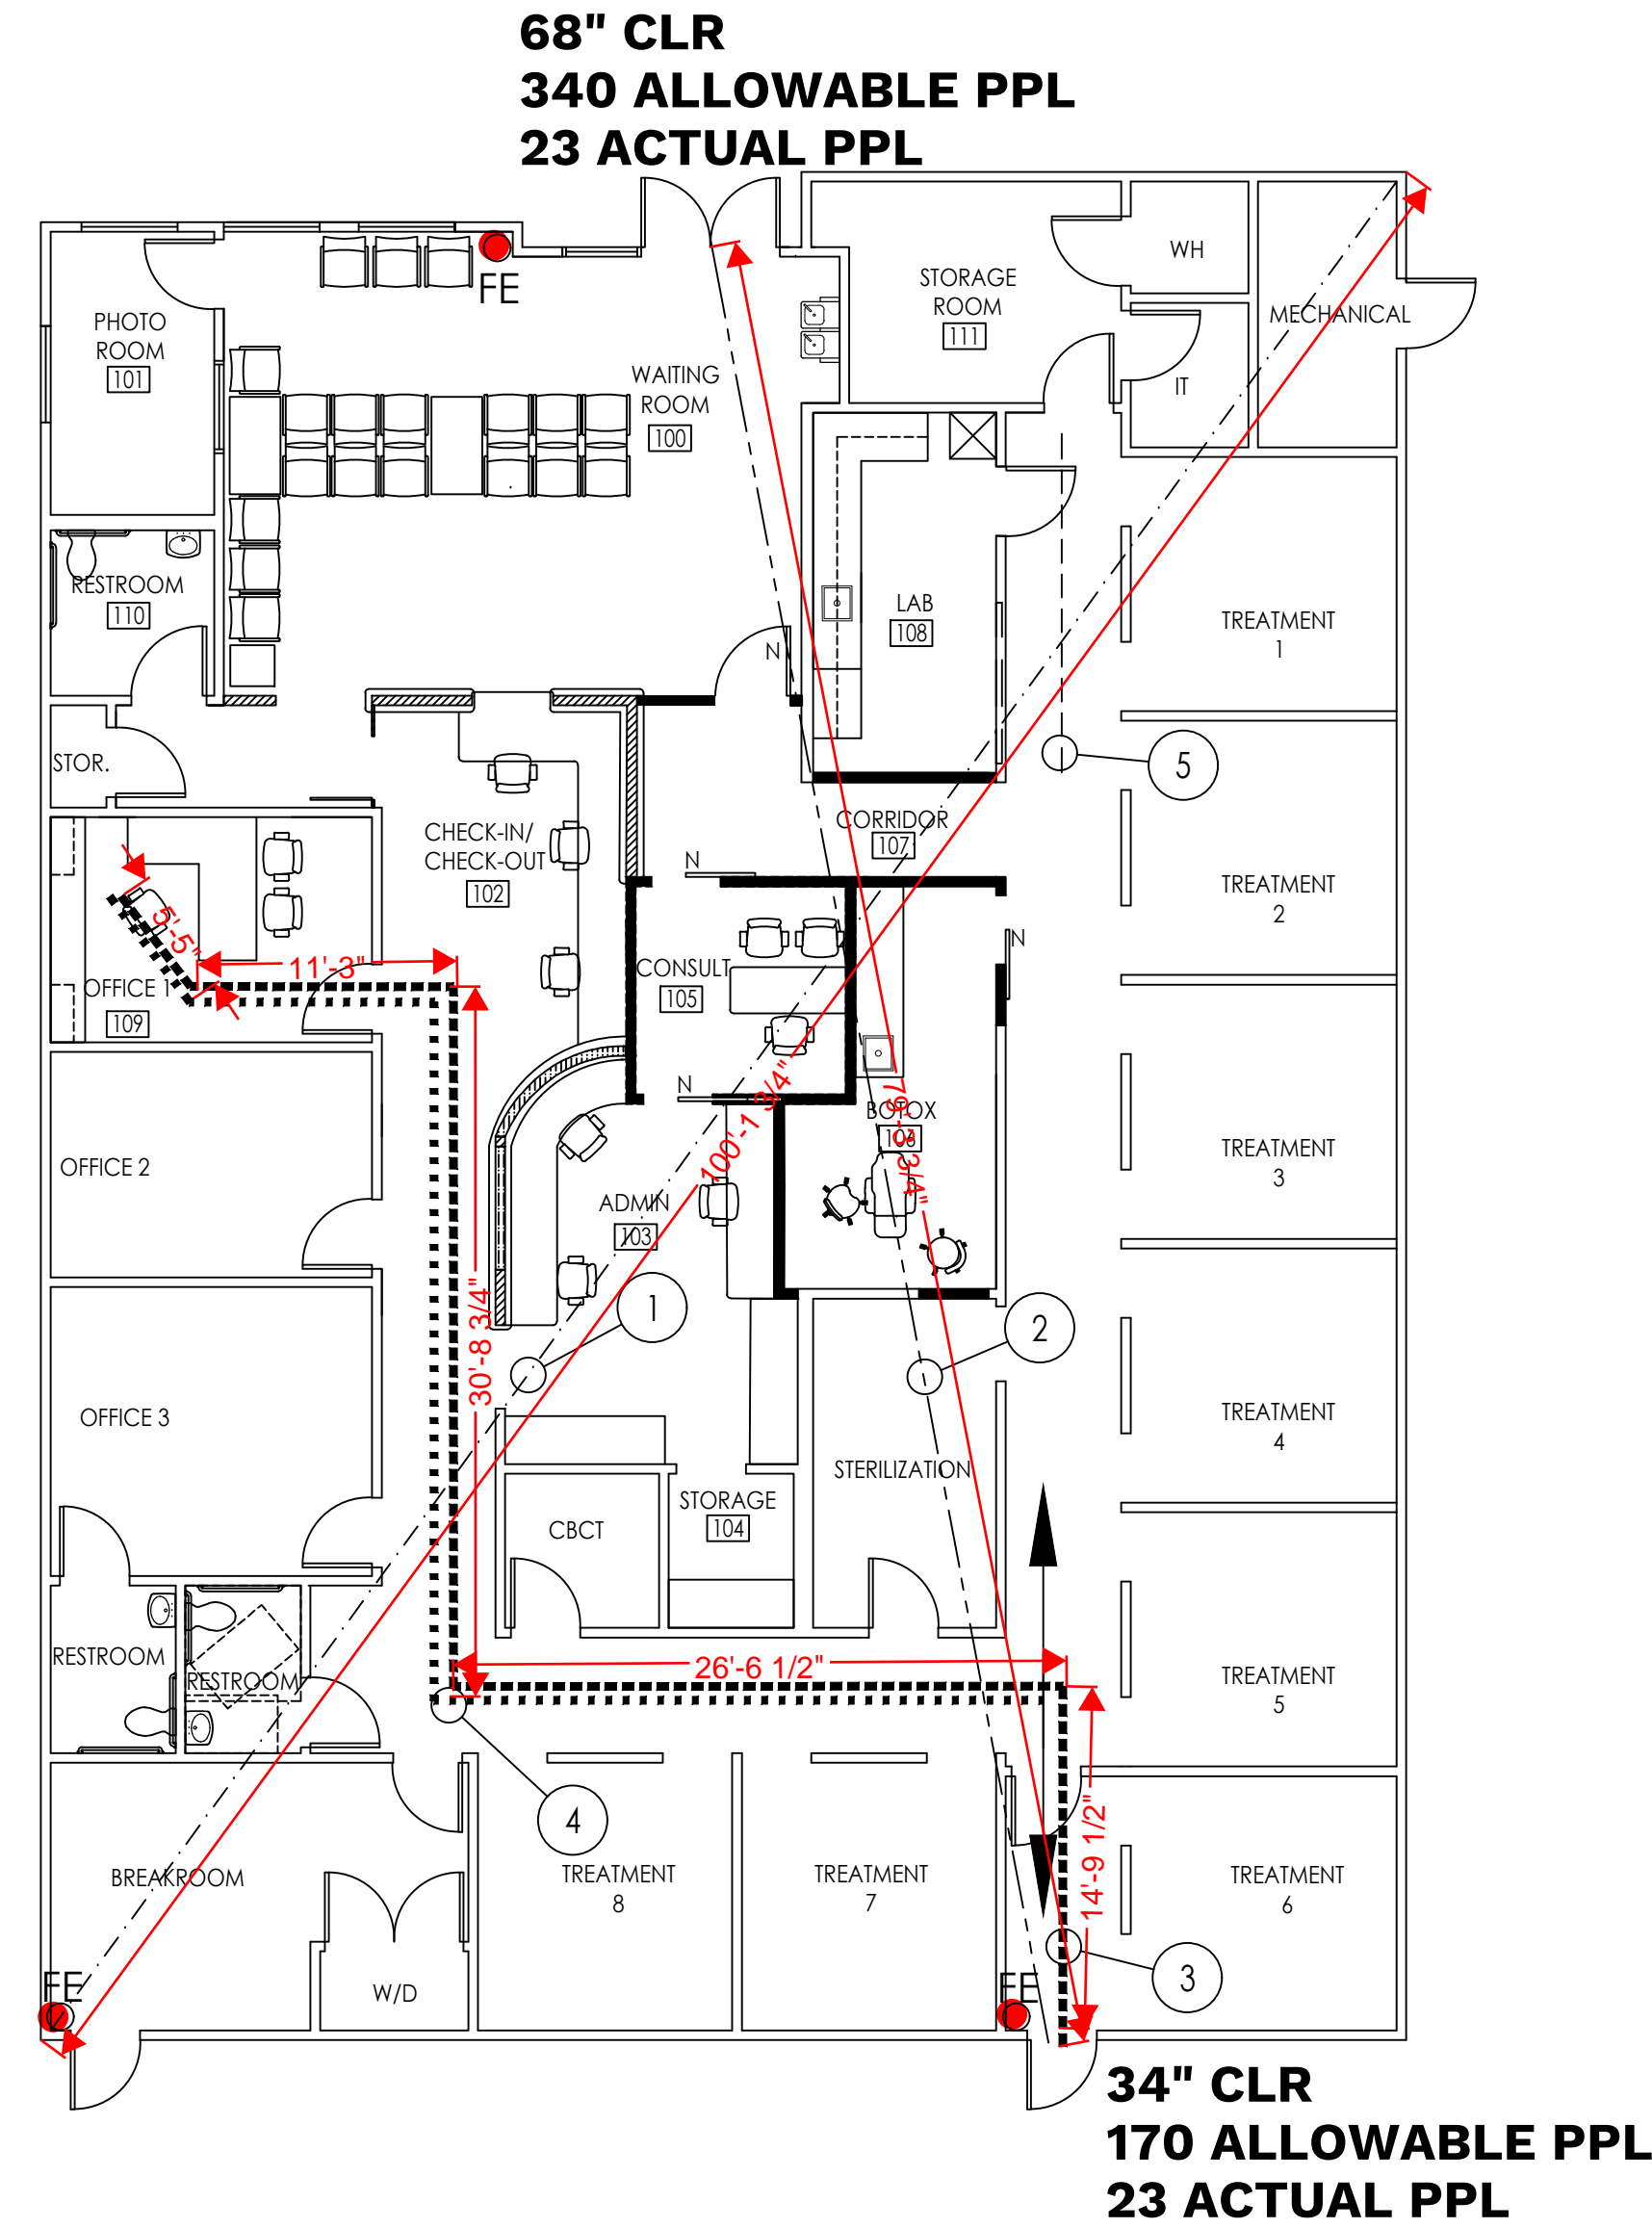 68" CLR
340 ALLOWABLE PPL
23 ACTUAL PPL
FE
WH
STORAGE
ROOM
111
MECHANICAL
PHOTO
ROOM
101
WAITING
ROOM
100
IT
RESTROOM
110
LAB
108
TREATMENT
1
N
STOR.
5
CHECK-IN/
CHECK-OUT
102
CORRIDOR
107
N
TREATMENT
2
5'-5"
11'-3"
OFFICE 1
109
CONSULT
105
N
N
100'-1 3/4"
79'-3 3/4"
BOTOX
106
TREATMENT
3
OFFICE 2
ADMIN
103
1
2
30'-8 3/4"
OFFICE 3
TREATMENT
4
STERILIZATION
STORAGE
104
CBCT
RESTROOM
RESTROOM
26'-6 1/2"
TREATMENT
5
4
14'-9 1/2"
BREAKROOM
TREATMENT
8
TREATMENT
7
TREATMENT
6
3
FE
W/D
FE
34" CLR
170 ALLOWABLE PPL
23 ACTUAL PPL